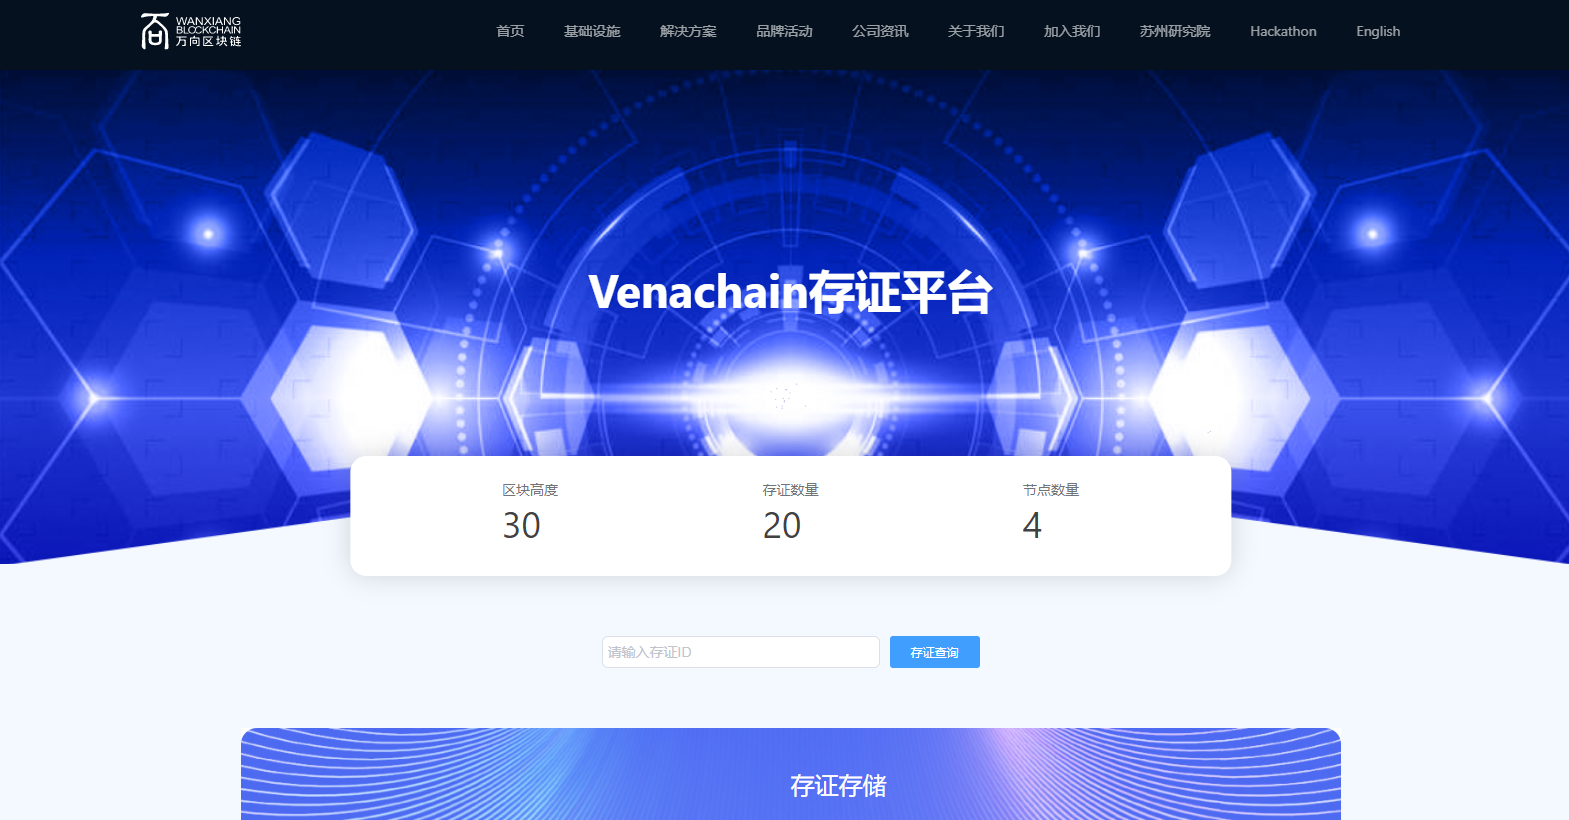 WANXIANG
BLOCKCHAIN
万向区块链
首页 基础设施 解决方案 品牌活动 公司资讯 关于我们 加入我们 苏州研究院 Hackathon English
Venachain存证平台
区块高度 存证数量 节点数量
30 20 4
请输入存证ID 存证查询
存证存储